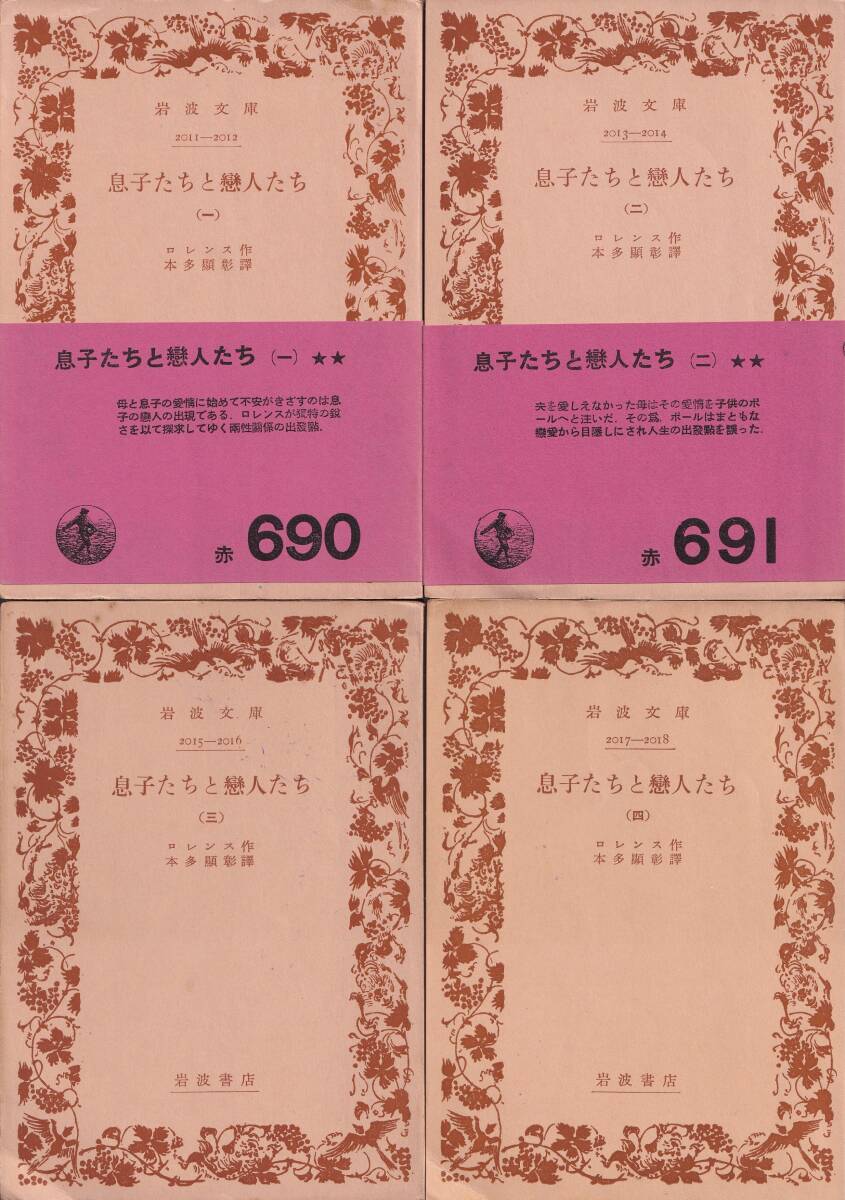 岩波文庫
2011—2012
息子たちと戀人たち
(一)
ロレンス作
本多顯彰譯
息子たちと戀人たち (一) ★★
母と息子の愛情に始めて不安がきざすのは息
子の戀人の出現である．ロレンスが獨特の鋭
さを以て探求してゆく兩性關係の出發點．
赤 690
岩波文庫
2013—2014
息子たちと戀人たち
(二)
ロレンス作
本多顯彰譯
息子たちと戀人たち (二) ★★
夫を愛しえなかった母はその愛情を子供のポ
ールへと注いだ．その爲，ポールはまともな
戀愛から目隱しにされ人生の出發點を誤った．
赤 691
岩波文庫
2015—2016
息子たちと戀人たち
(三)
ロレンス作
本多顯彰譯
岩波書店
岩波文庫
2017—2018
息子たちと戀人たち
(四)
ロレンス作
本多顯彰譯
岩波書店